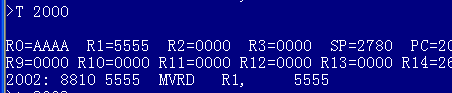 >T 2000
R0=AAAA R1=5555 R2=0000 R3=0000 SP=2780 PC=20
R9=0000 R10=0000 R11=0000 R12=0000 R13=0000 R14=26
2002: 8810 5555 MVRD R1, 5555